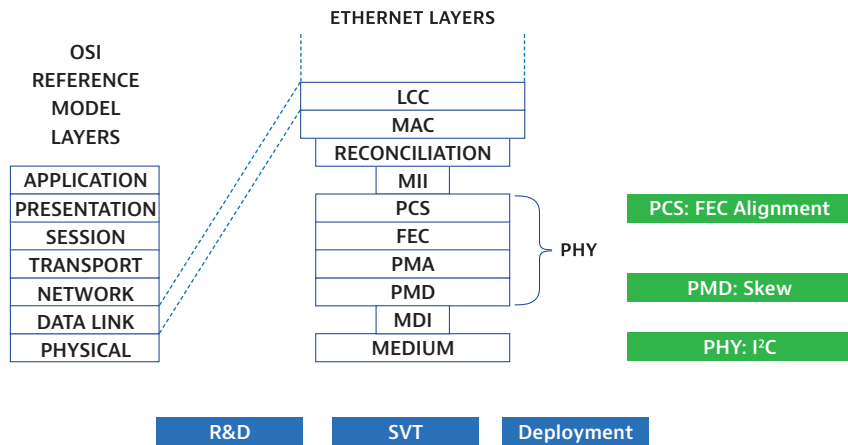 ETHERNET LAYERS
OSI
REFERENCE
MODEL
LAYERS
LCC
MAC
RECONCILIATION
MII
PCS
FEC
PMA
PMD
MDI
MEDIUM
APPLICATION
PRESENTATION
SESSION
TRANSPORT
NETWORK
DATA LINK
PHYSICAL
PHY
PCS: FEC Alignment
PMD: Skew
PHY: I²C
R&D
SVT
Deployment